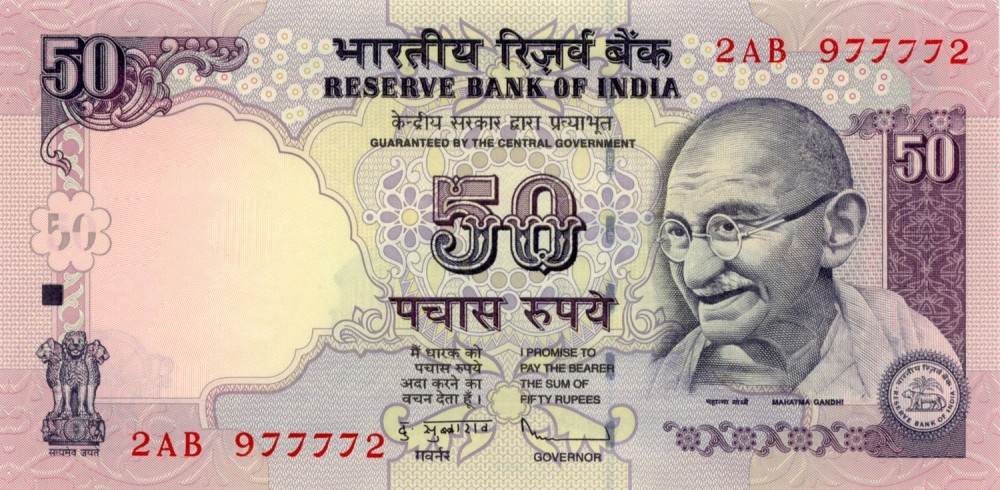 50
भारतीय रिज़र्व बैंक
RESERVE BANK OF INDIA
2AB 977772
केन्द्रीय सरकार द्वारा प्रत्याभूत
GUARANTEED BY THE CENTRAL GOVERNMENT
50
50
50
पचास रुपये
मैं धारक को
पचास रुपये
अदा करने का
वचन देता हूँ।
I PROMISE TO
PAY THE BEARER
THE SUM OF
FIFTY RUPEES
महात्मा गांधी
MAHATMA GANDHI
भारतीय रिज़र्व बैंक
RESERVE BANK OF INDIA
सत्यमेव जयते
2AB 977772
गवर्नर
GOVERNOR